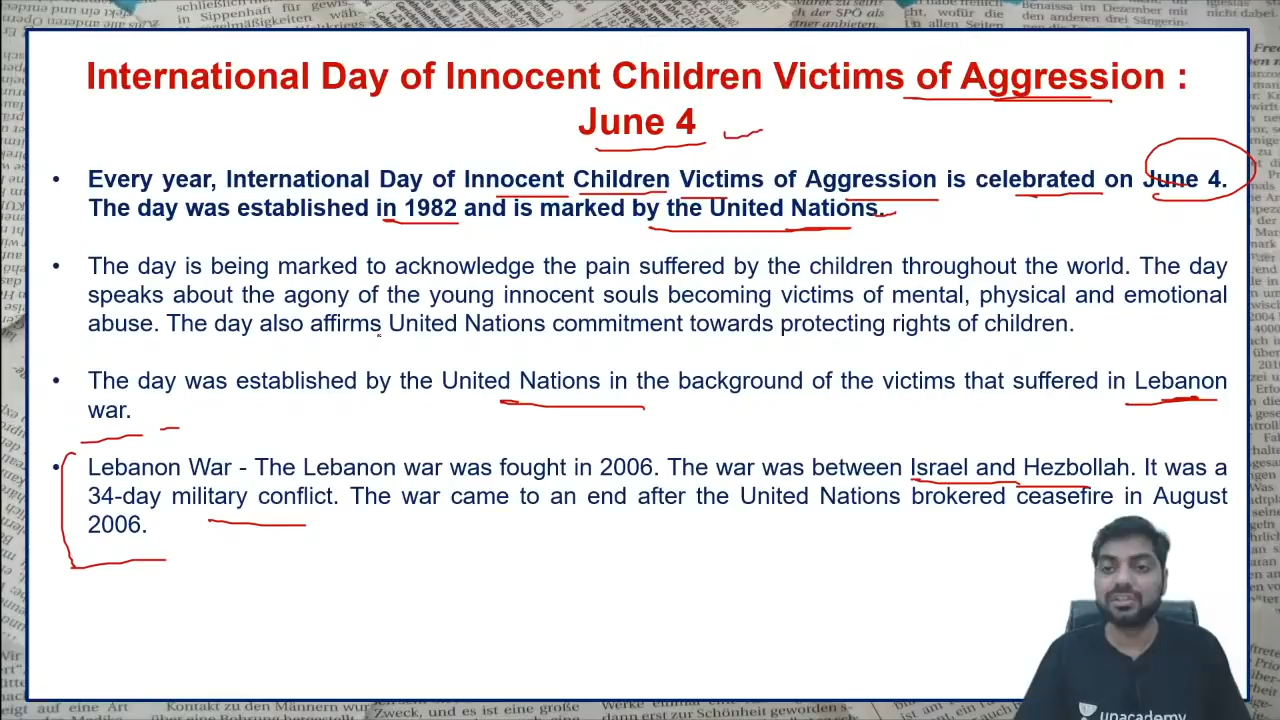 International Day of Innocent Children Victims of Aggression :
June 4
• Every year, International Day of Innocent Children Victims of Aggression is celebrated on June 4.
The day was established in 1982 and is marked by the United Nations.
• The day is being marked to acknowledge the pain suffered by the children throughout the world. The day
speaks about the agony of the young innocent souls becoming victims of mental, physical and emotional
abuse. The day also affirms United Nations commitment towards protecting rights of children.
• The day was established by the United Nations in the background of the victims that suffered in Lebanon
war.
• Lebanon War - The Lebanon war was fought in 2006. The war was between Israel and Hezbollah. It was a
34-day military conflict. The war came to an end after the United Nations brokered ceasefire in August
2006.
unacademy